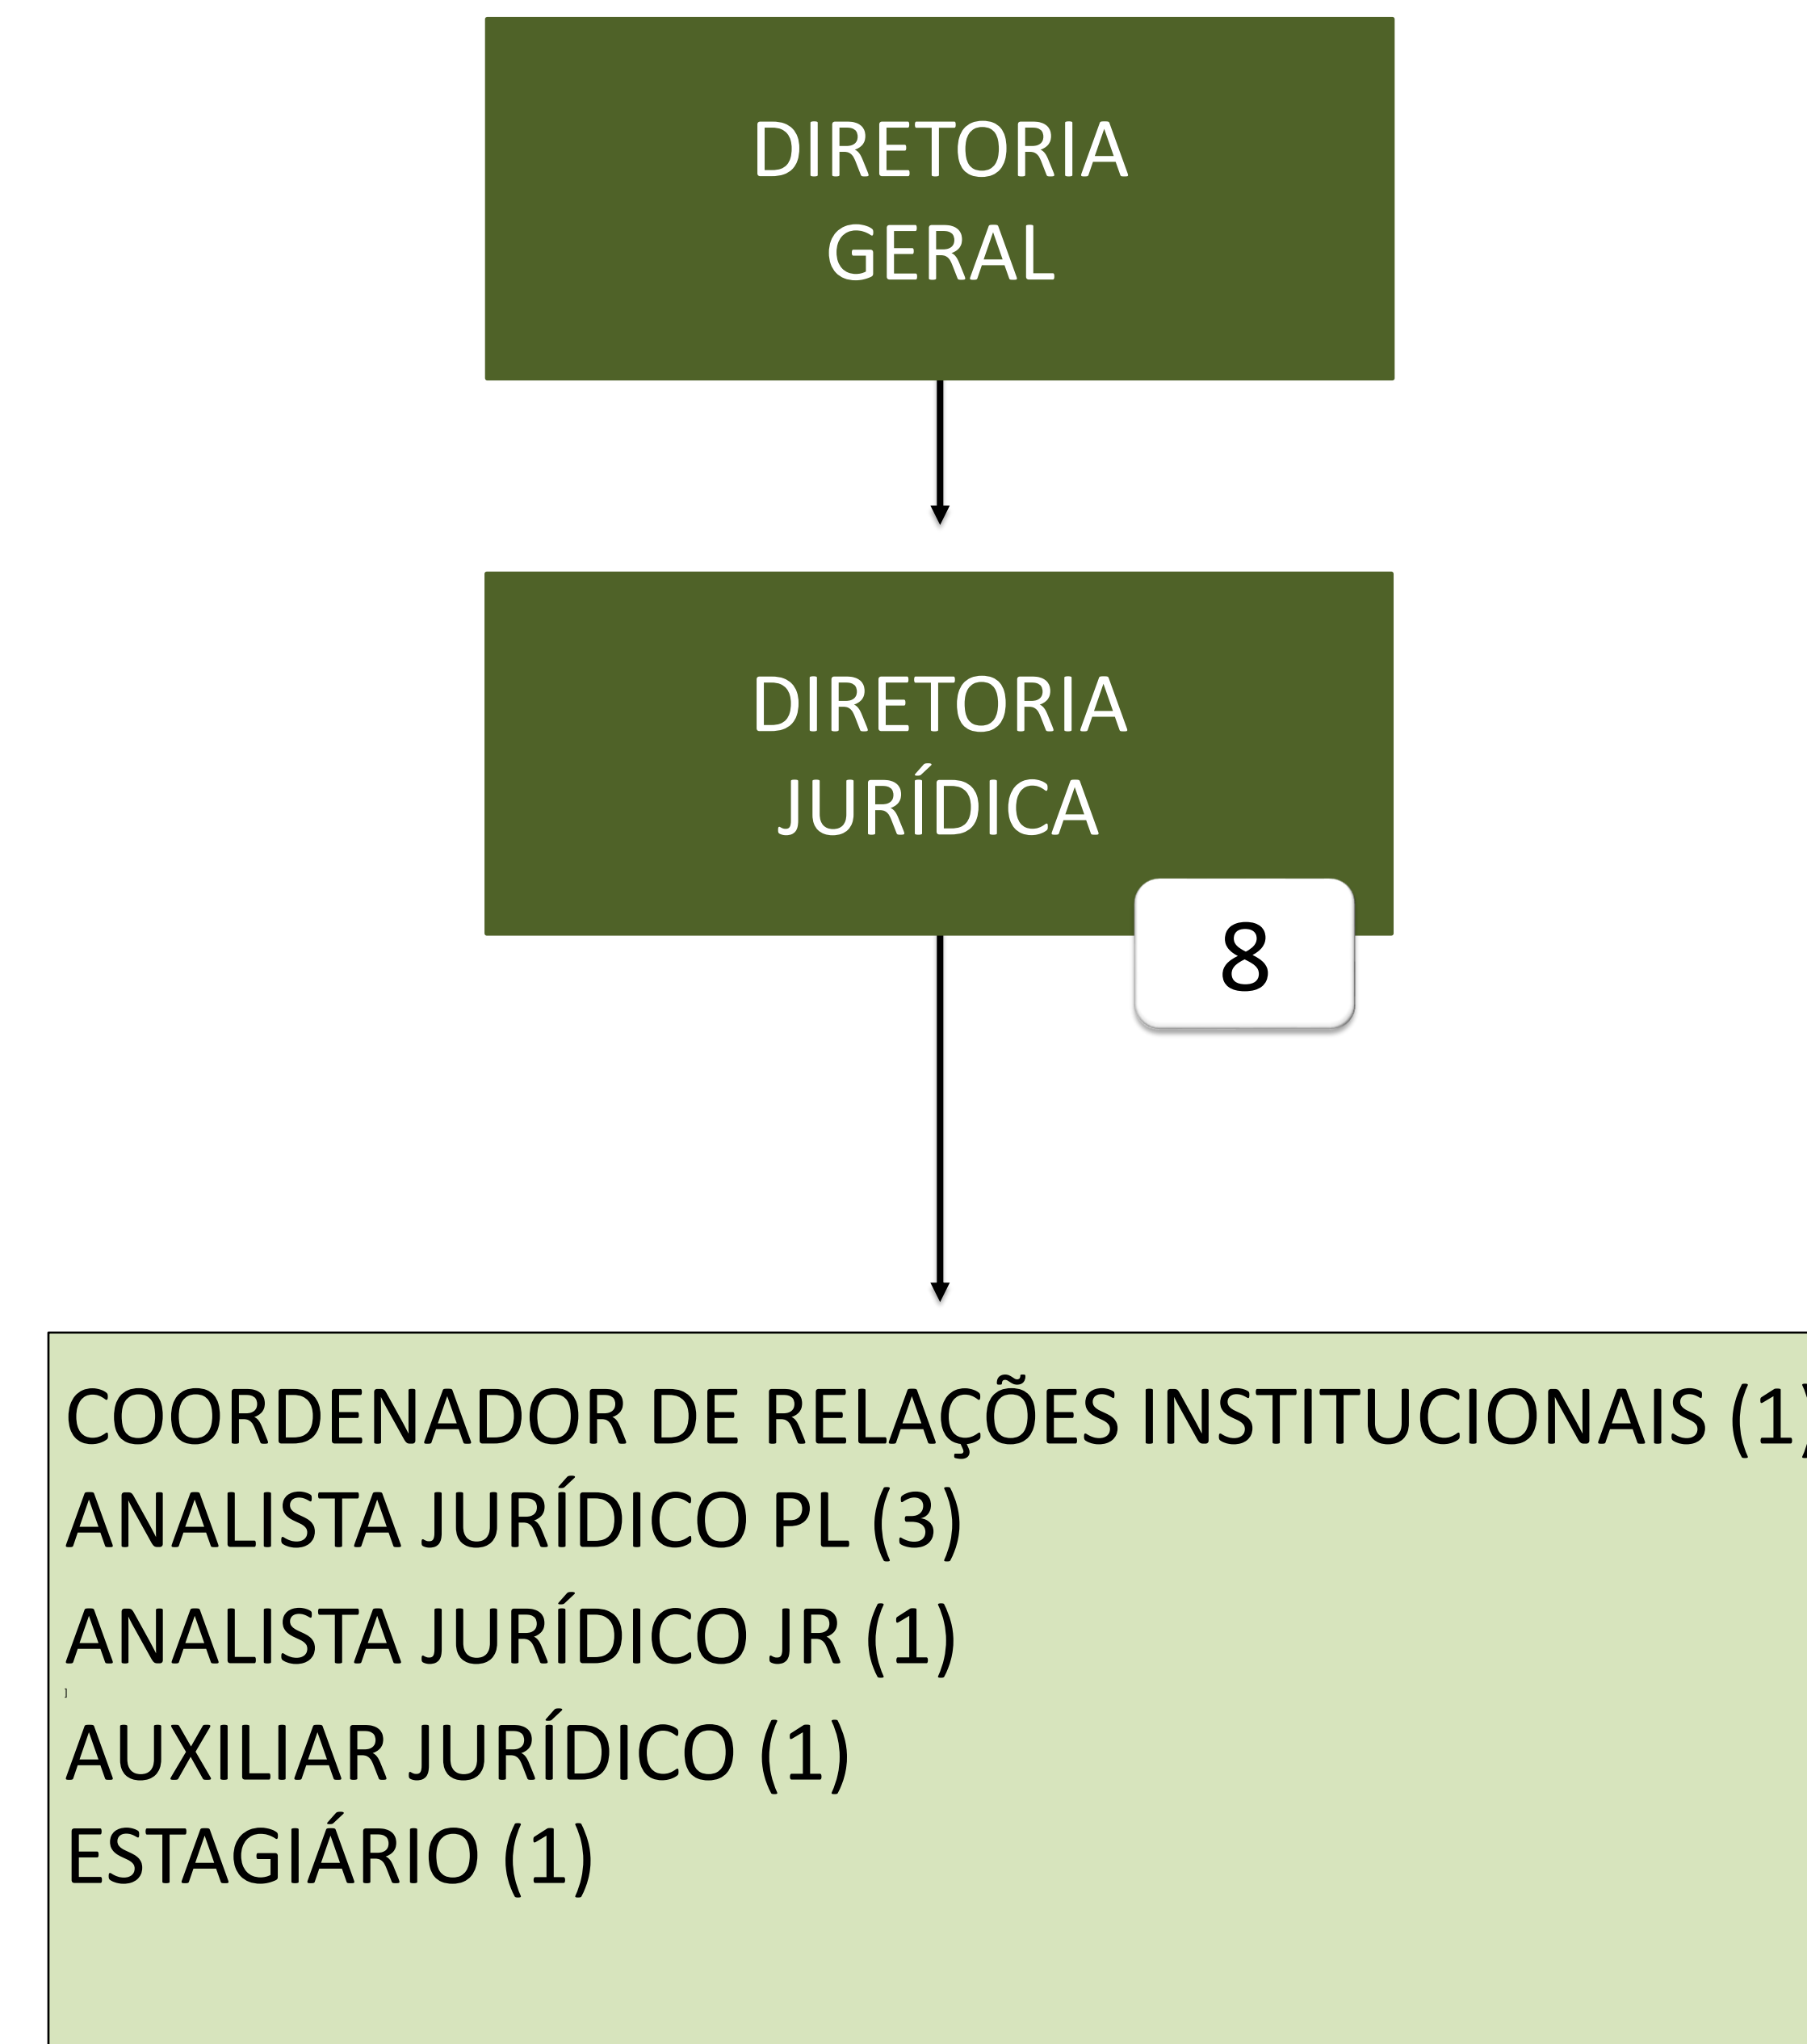 DIRETORIA
GERAL
DIRETORIA
JURÍDICA
8
COORDENADOR DE RELAÇÕES INSTITUCIONAIS (1)
ANALISTA JURÍDICO PL (3)
ANALISTA JURÍDICO JR (1)
]
AUXILIAR JURÍDICO (1)
ESTAGIÁRIO (1)